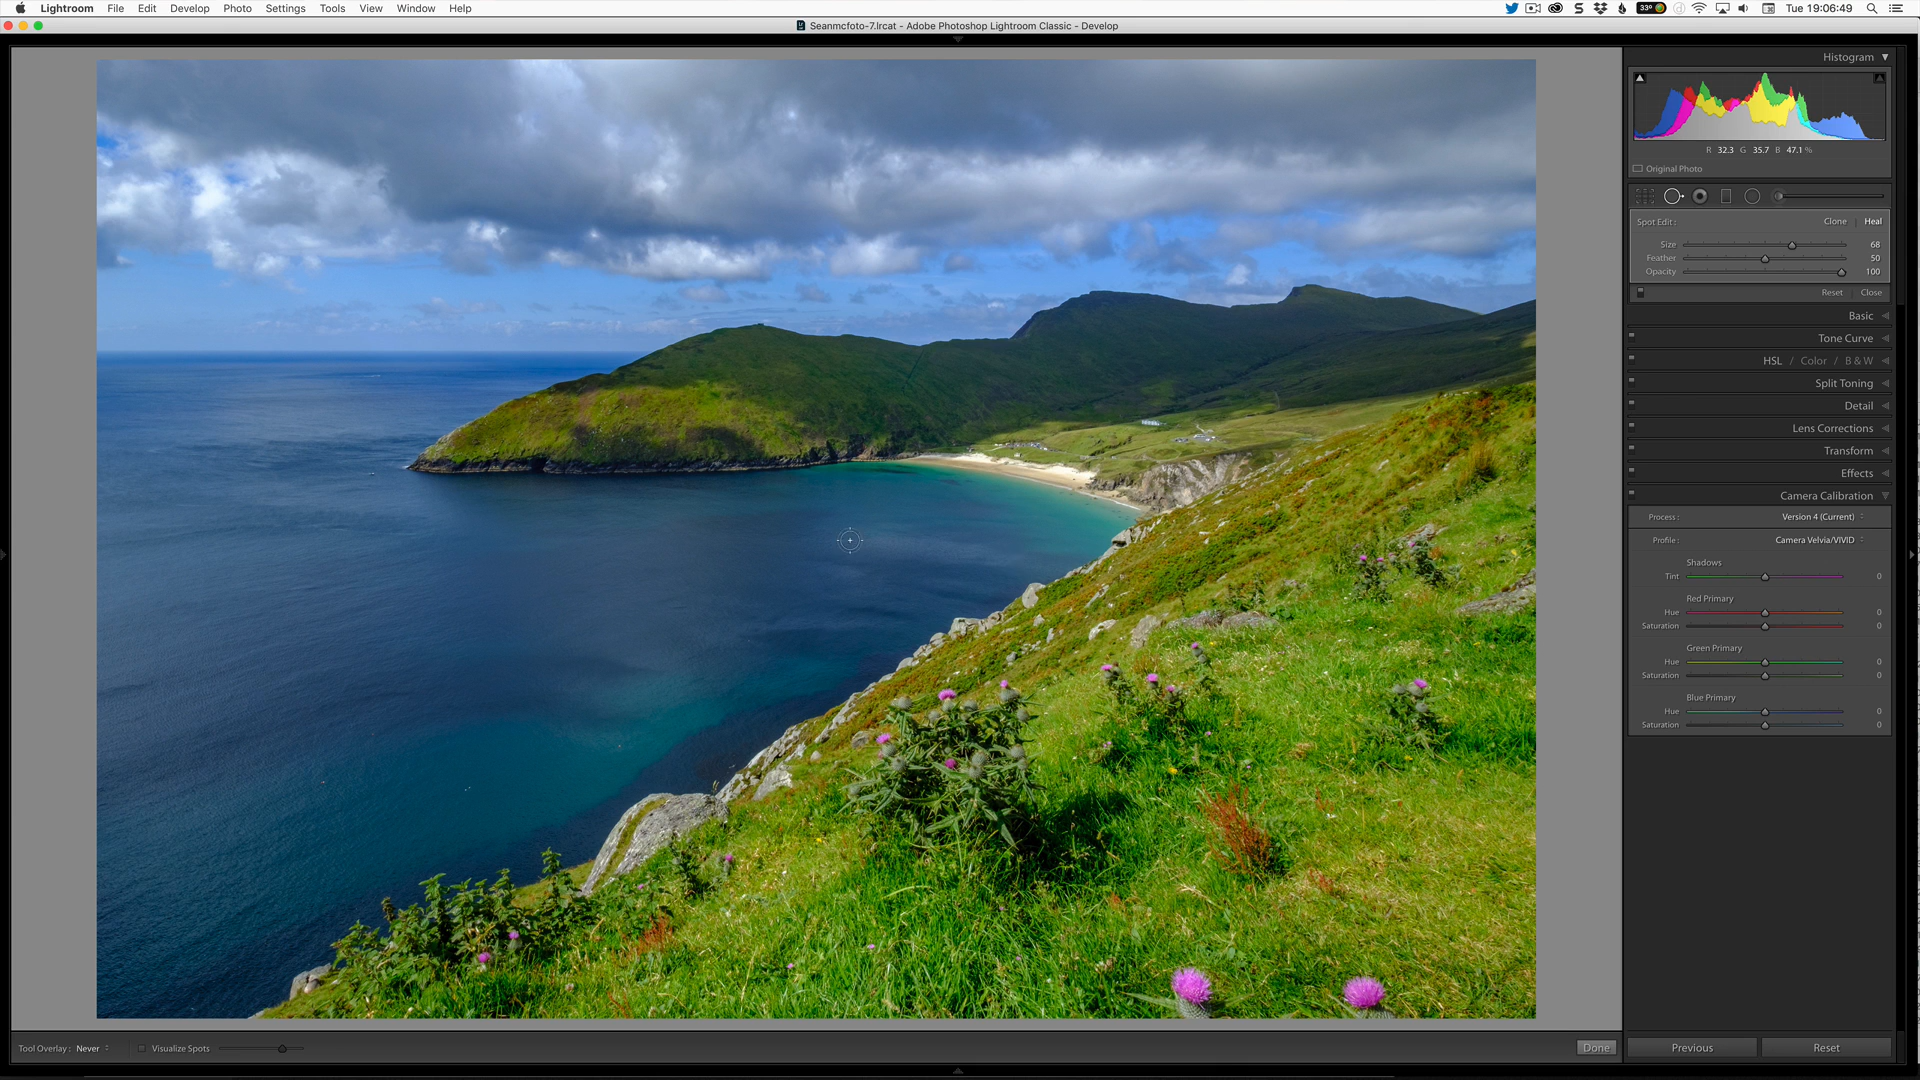 Lightroom File Edit Develop Photo Settings Tools View Window Help 33° Tue 19:06:49
Seanmcfoto-7.lrcat - Adobe Photoshop Lightroom Classic - Develop
Histogram
R 32.3 G 35.7 B 47.1 %
Original Photo
Spot Edit : Clone Heal
Size 68
Feather 50
Opacity 100
Reset Close
Basic
Tone Curve
HSL / Color / B & W
Split Toning
Detail
Lens Corrections
Transform
Effects
Camera Calibration
Process : Version 4 (Current)
Profile : Camera Velvia/VIVID
Shadows
Tint 0
Red Primary
Hue 0
Saturation 0
Green Primary
Hue 0
Saturation 0
Blue Primary
Hue 0
Saturation 0
Tool Overlay : Never Visualize Spots Done Previous Reset